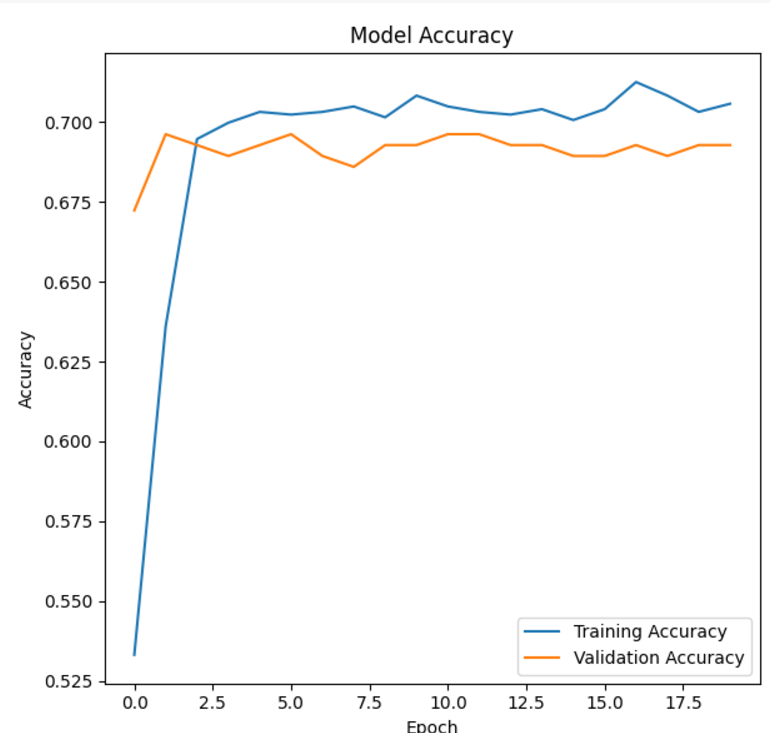 Model Accuracy
0.700
0.675
0.650
0.625
0.600
0.575
0.550
0.525
Accuracy
Training Accuracy
Validation Accuracy
0.0 2.5 5.0 7.5 10.0 12.5 15.0 17.5
Epoch